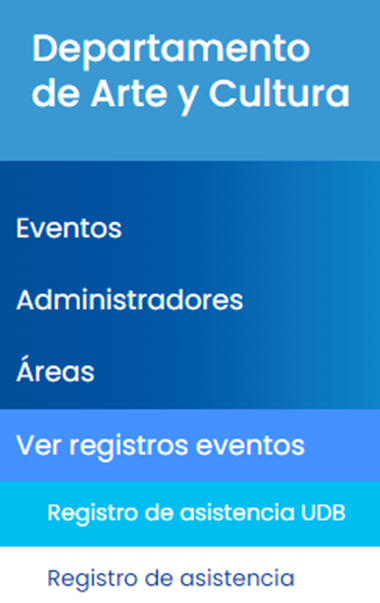 Departamento
de Arte y Cultura
Eventos
Administradores
Áreas
Ver registros eventos
Registro de asistencia UDB
Registro de asistencia